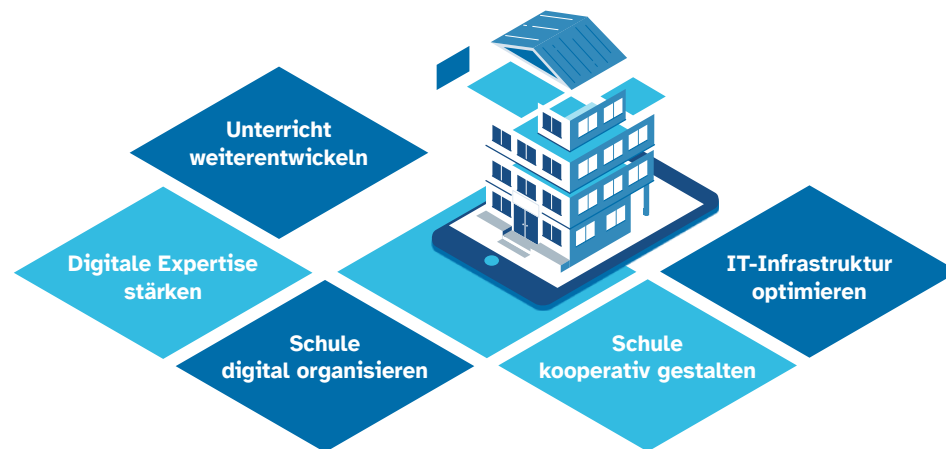 Unterricht
weiterentwickeln
Digitale Expertise
stärken
IT-Infrastruktur
optimieren
Schule
digital organisieren
Schule
kooperativ gestalten